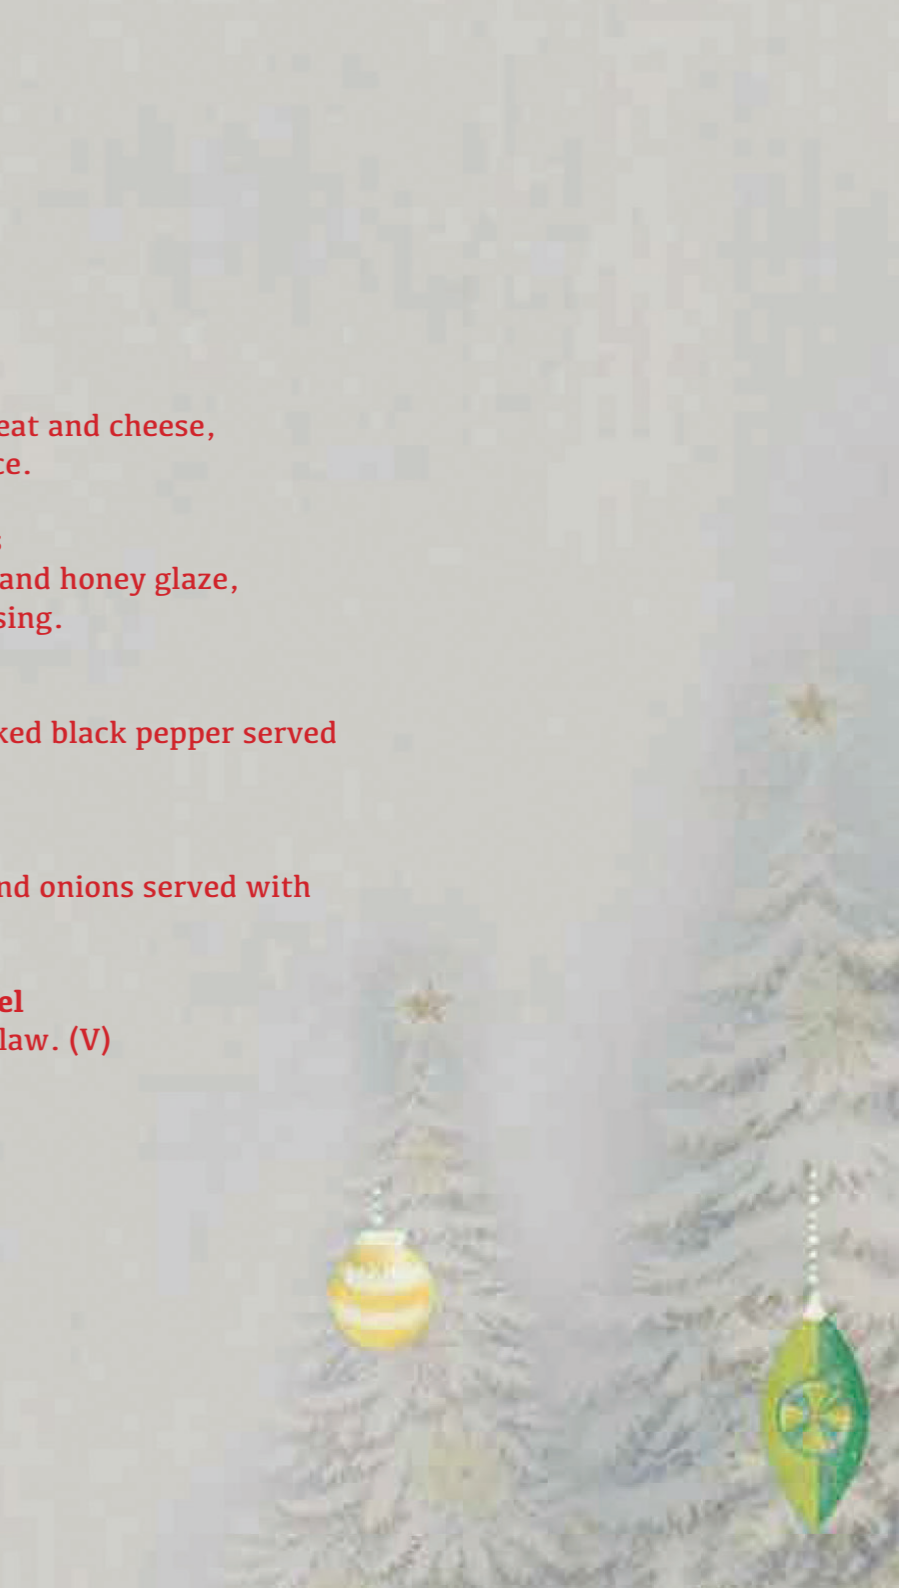 eat and cheese,
ce.
s
and honey glaze,
sing.
ked black pepper served
nd onions served with
el
law. (V)